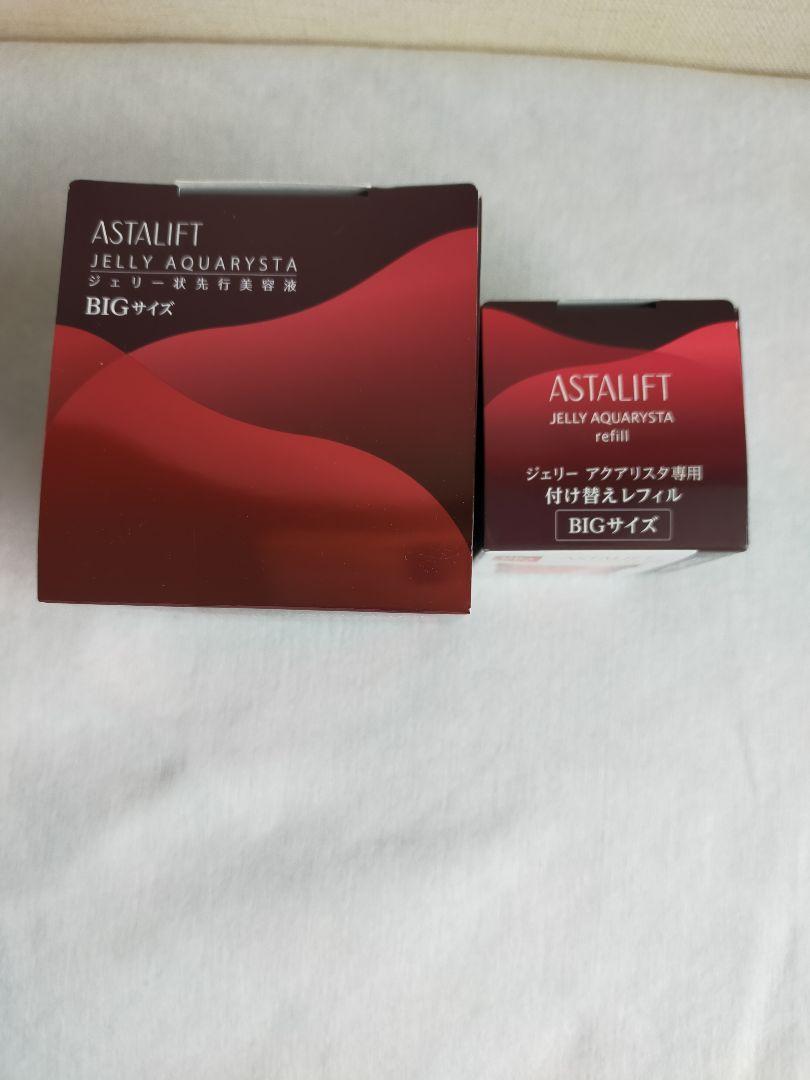 ASTALIFT
JELLY AQUARYSTA
ジェリー状先行美容液
BIGサイズ
ASTALIFT
JELLY AQUARYSTA
refill
ジェリー アクアリスタ専用
付け替えレフィル
BIGサイズ